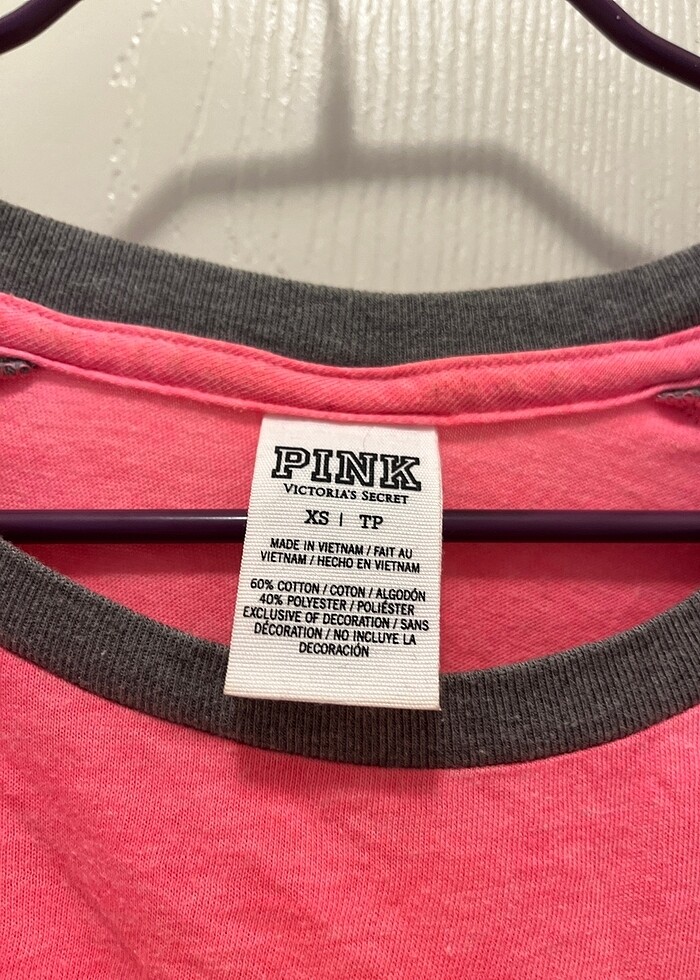 PINK
VICTORIA'S SECRET
XS | TP
MADE IN VIETNAM / FAIT AU
VIETNAM / HECHO EN VIETNAM
60% COTTON / COTON / ALGODÓN
40% POLYESTER / POLIÉSTER
EXCLUSIVE OF DECORATION / SANS
DÉCORATION / NO INCLUYE LA
DECORACIÓN